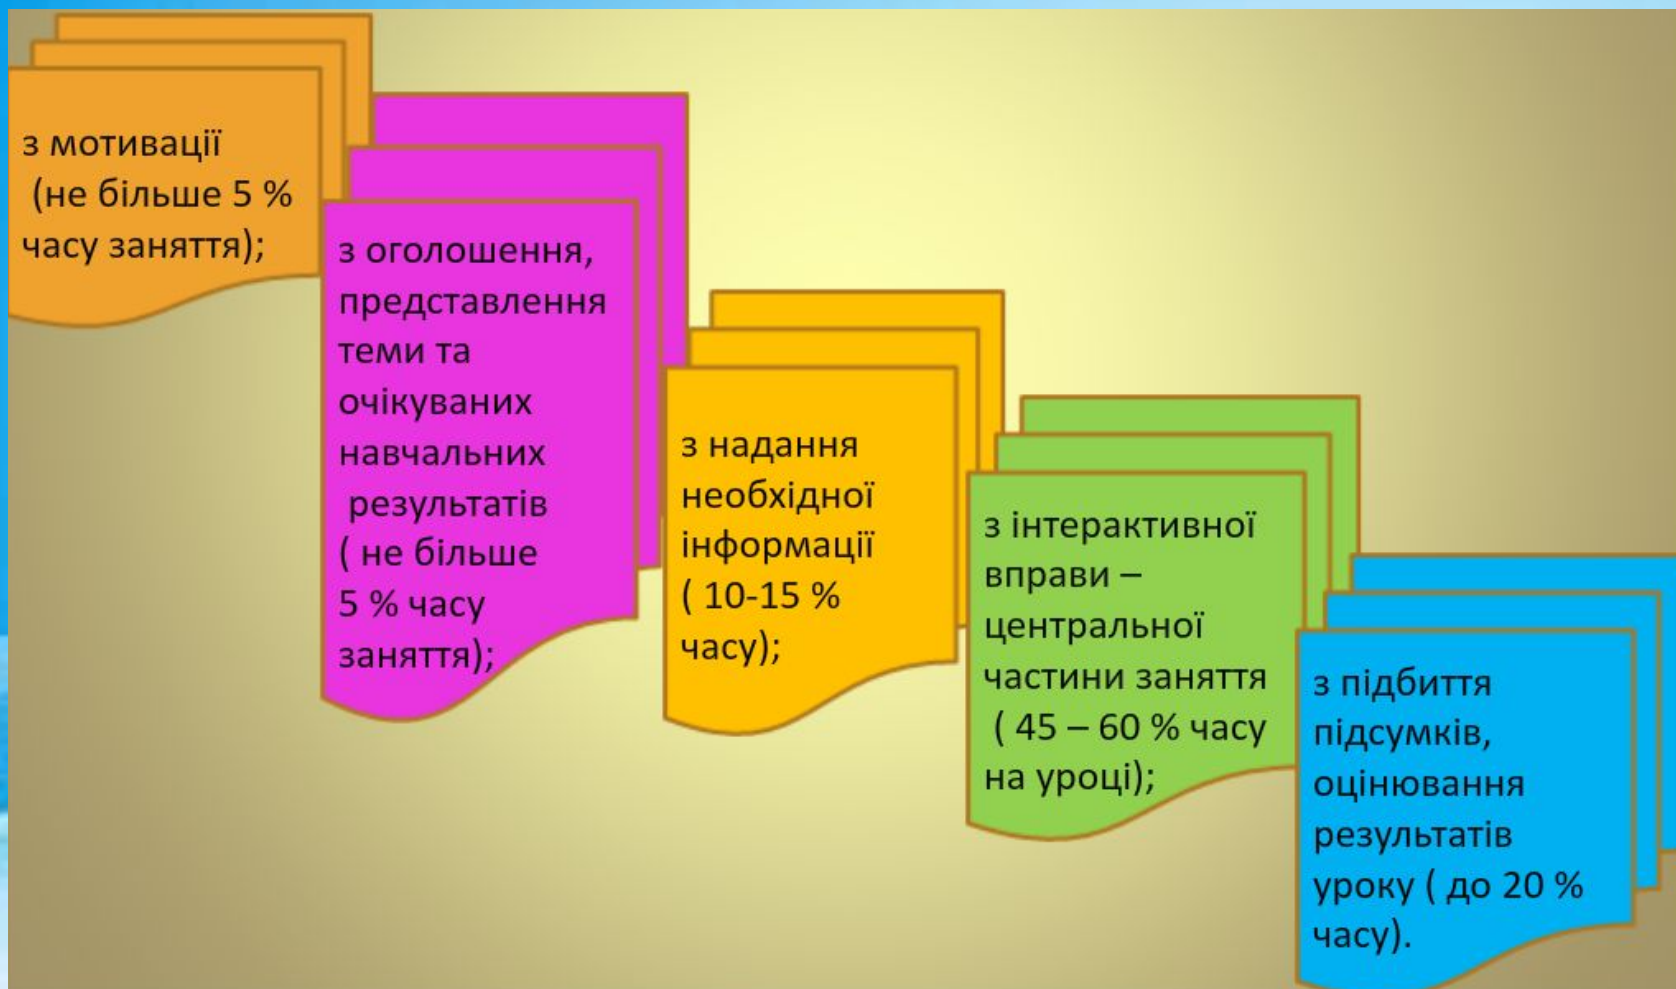 з мотивації
(не більше 5 %
часу заняття);
з оголошення,
представлення
теми та
очікуваних
навчальних
результатів
( не більше
5 % часу
заняття);
з надання
необхідної
інформації
( 10-15 %
часу);
з інтерактивної
вправи –
центральної
частини заняття
( 45 – 60 % часу
на уроці);
з підбиття
підсумків,
оцінювання
результатів
уроку ( до 20 %
часу).